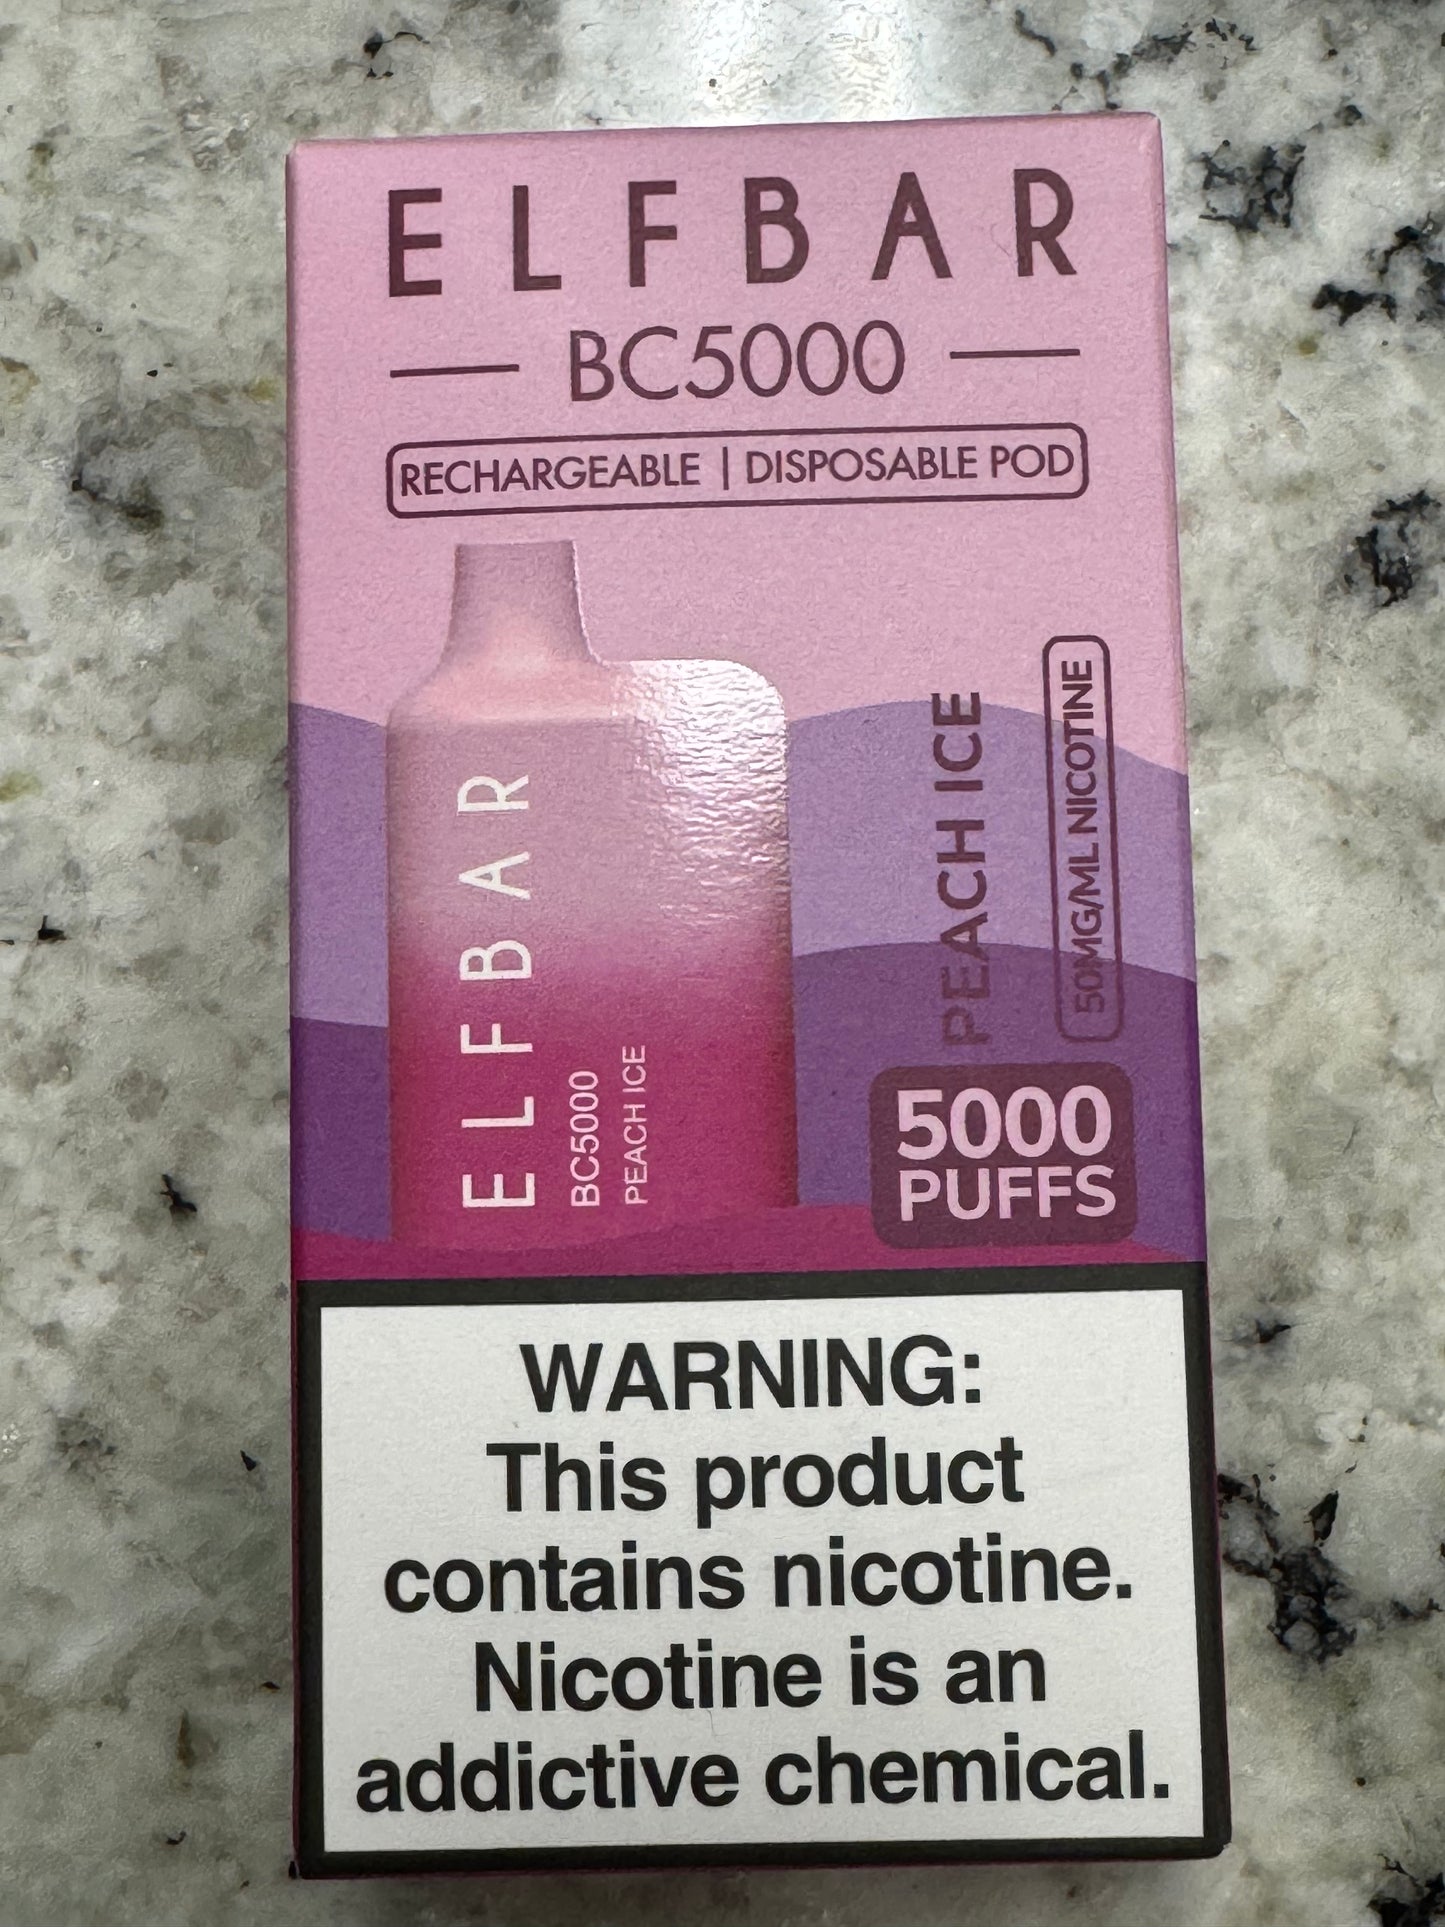 ELFBAR
BC5000
RECHARGEABLE | DISPOSABLE POD
ELFBAR
BC5000
PEACH ICE
PEACH ICE
50MG/ML NICOTINE
5000
PUFFS
WARNING:
This product
contains nicotine.
Nicotine is an
addictive chemical.